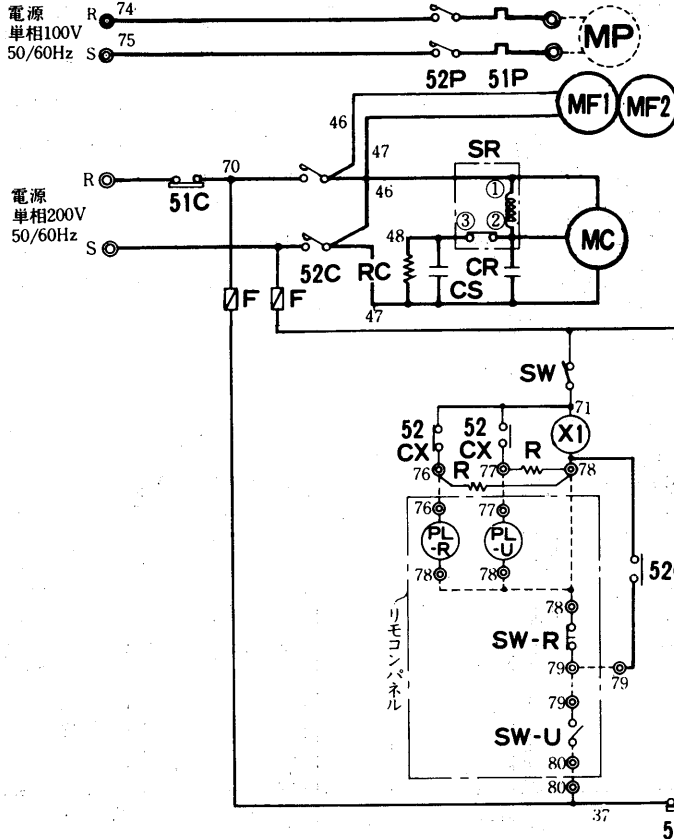 電源
単相100V
50/60Hz
R 74
S 75
52P 51P
MP
MF1 MF2
46
47
46
SR
①
③ ②
電源
単相200V
50/60Hz
R
70
51C
S
52C
RC
48
CS
CR
MC
47
F F
SW
71
X1
52
CX
52
CX
R
R
76 77 78
76 77
PL
-R
PL
-U
78 78
リモコンパネル
78
SW-R
79 79
79
SW-U
80
80
37